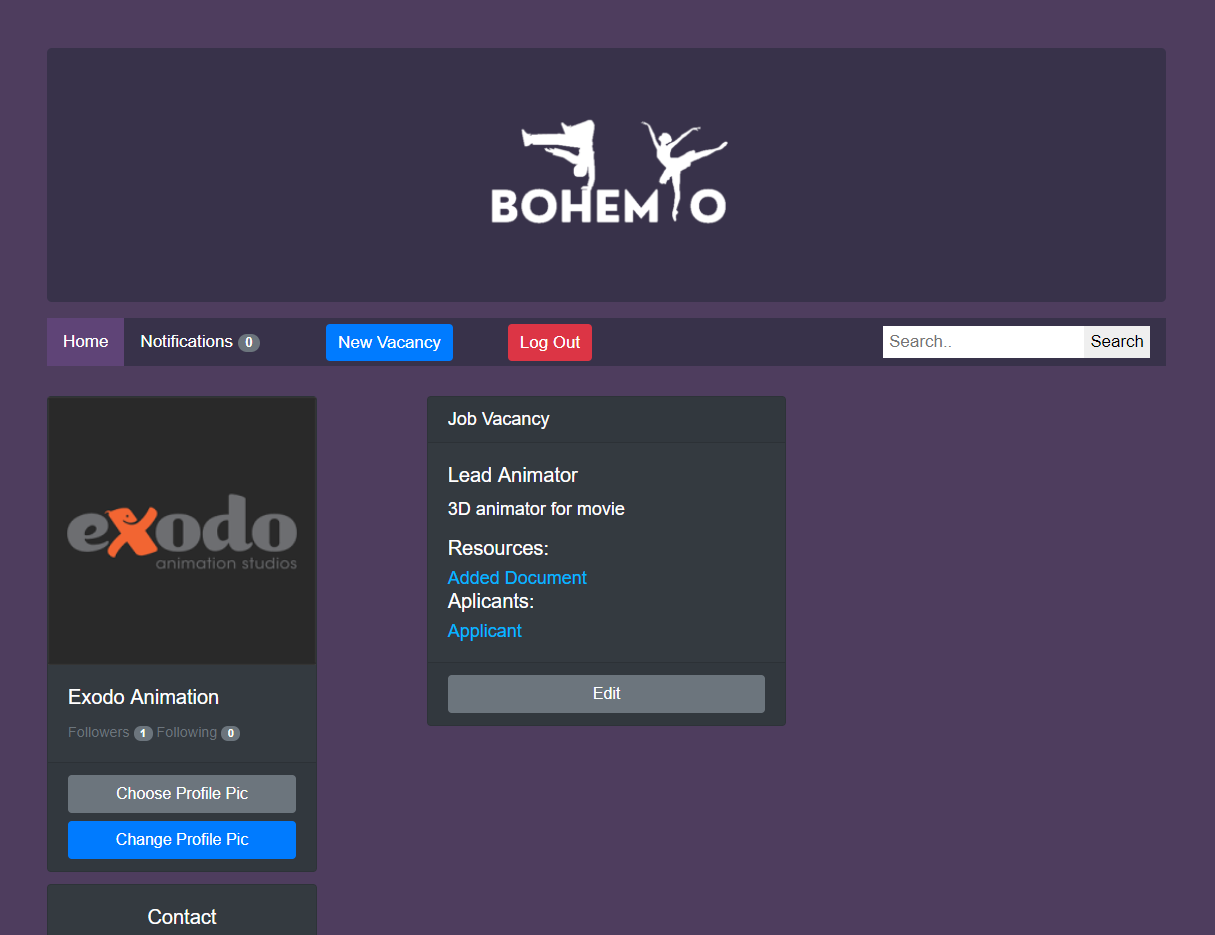 BOHEMIO
Home Notifications 0 New Vacancy Log Out Search.. Search
exodo
animation studios
Exodo Animation
Followers 1 Following 0
Choose Profile Pic
Change Profile Pic
Contact
Job Vacancy
Lead Animator
3D animator for movie
Resources:
Added Document
Aplicants:
Applicant
Edit